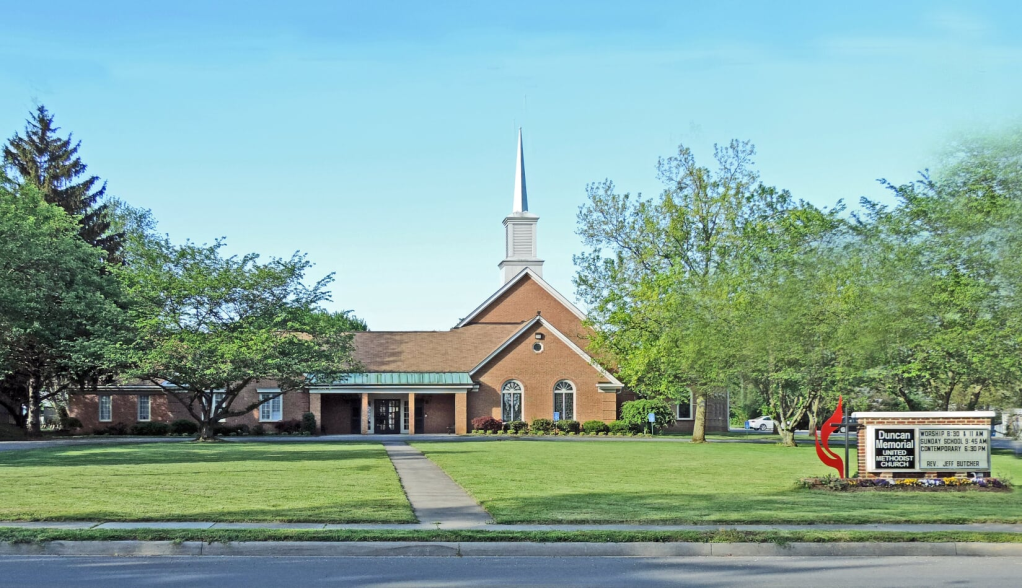 Duncan
Memorial
UNITED
METHODIST
CHURCH
WORSHIP 8:30 & 11 AM
SUNDAY SCHOOL 9:45 AM
CONTEMPORARY 6:30 PM
REV. JEFF BUTCHER